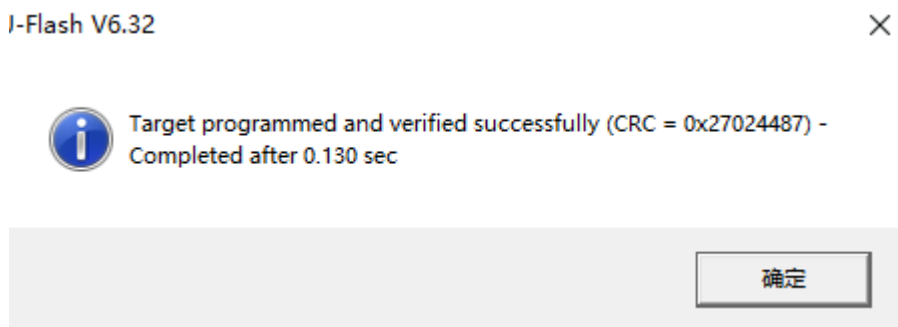 J-Flash V6.32
Target programmed and verified successfully (CRC = 0x27024487) -
Completed after 0.130 sec
确定